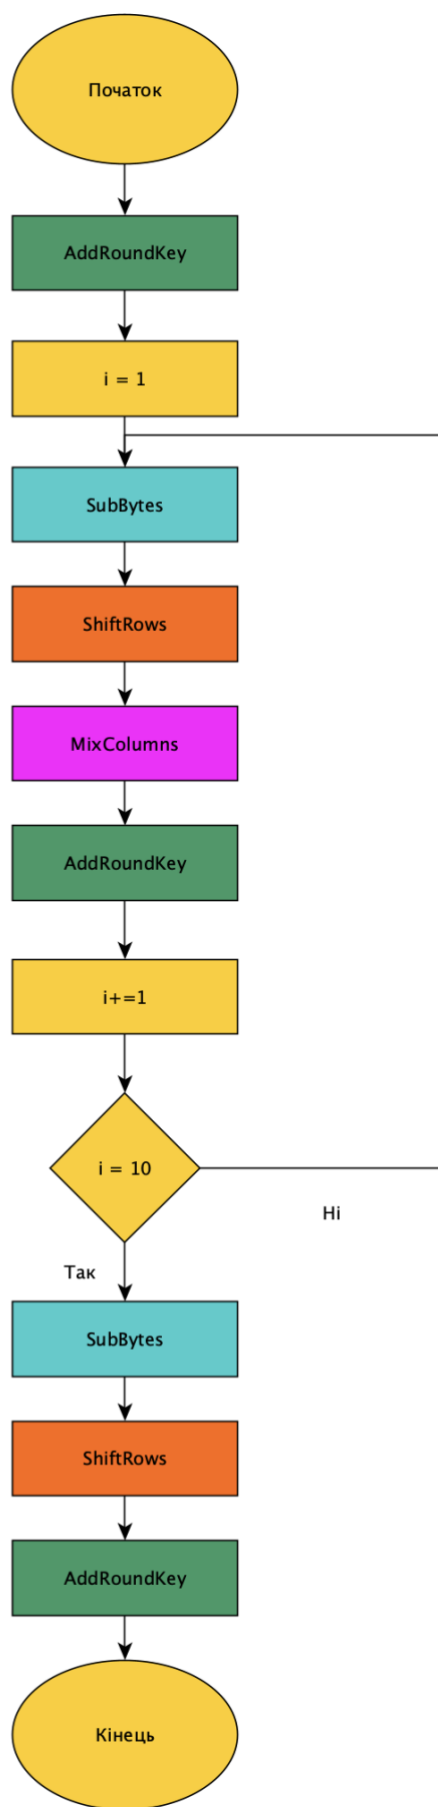 Початок
AddRoundKey
i = 1
SubBytes
ShiftRows
MixColumns
AddRoundKey
i+=1
i = 10
Ні
Так
SubBytes
ShiftRows
AddRoundKey
Кінець